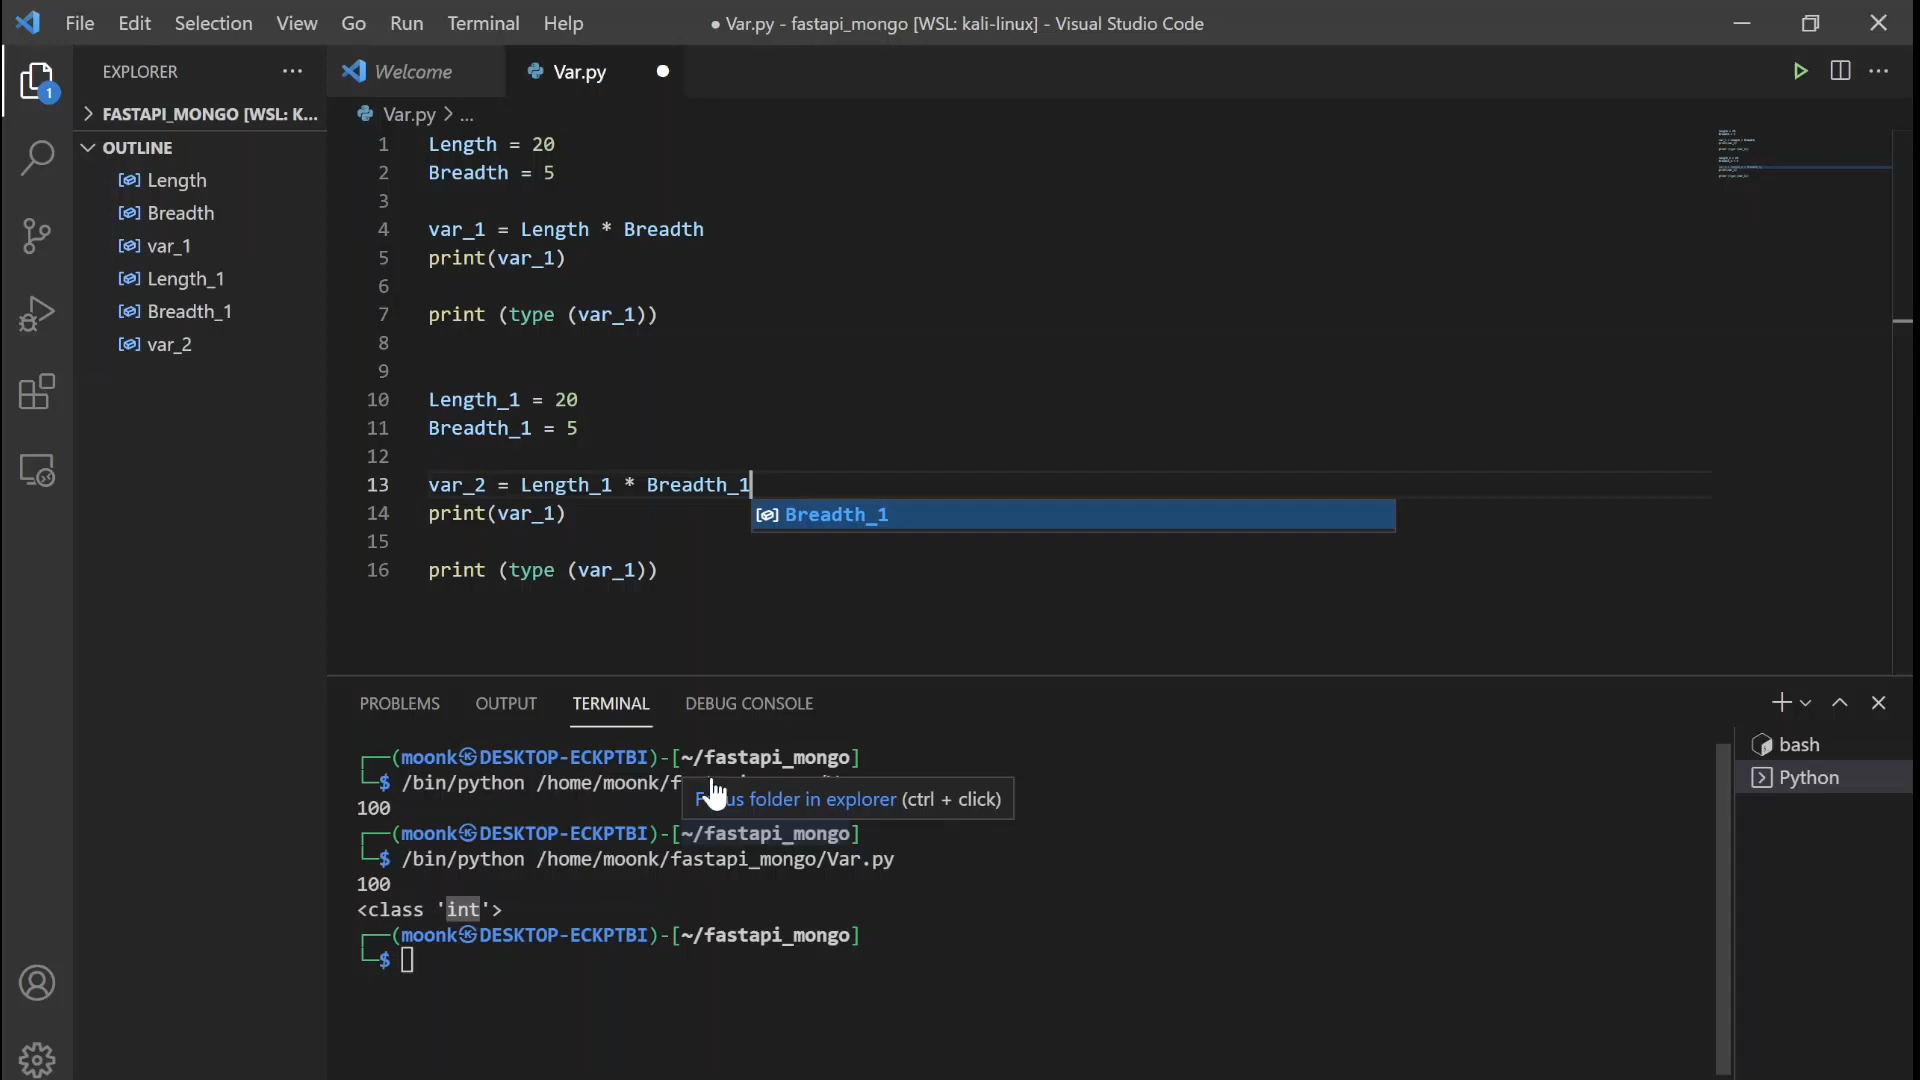 File Edit Selection View Go Run Terminal Help
● Var.py - fastapi_mongo [WSL: kali-linux] - Visual Studio Code
EXPLORER
Welcome
Var.py
1
FASTAPI_MONGO [WSL: K...
OUTLINE
Length
Breadth
var_1
Length_1
Breadth_1
var_2
Var.py > ...
1 Length = 20
2 Breadth = 5
3
4 var_1 = Length * Breadth
5 print(var_1)
6
7 print (type (var_1))
8
9
10 Length_1 = 20
11 Breadth_1 = 5
12
13 var_2 = Length_1 * Breadth_1
Breadth_1
14 print(var_1)
15
16 print (type (var_1))
PROBLEMS OUTPUT TERMINAL DEBUG CONSOLE
bash
Python
(moonk㉿DESKTOP-ECKPTBI)-[~/fastapi_mongo]
$ /bin/python /home/moonk/f
us folder in explorer (ctrl + click)
100
(moonk㉿DESKTOP-ECKPTBI)-[~/fastapi_mongo]
$ /bin/python /home/moonk/fastapi_mongo/Var.py
100
<class 'int'>
(moonk㉿DESKTOP-ECKPTBI)-[~/fastapi_mongo]
$